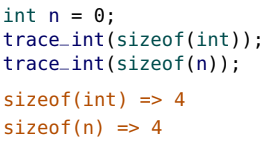 int n = 0;
trace_int(sizeof(int));
trace_int(sizeof(n));
sizeof(int) => 4
sizeof(n) => 4